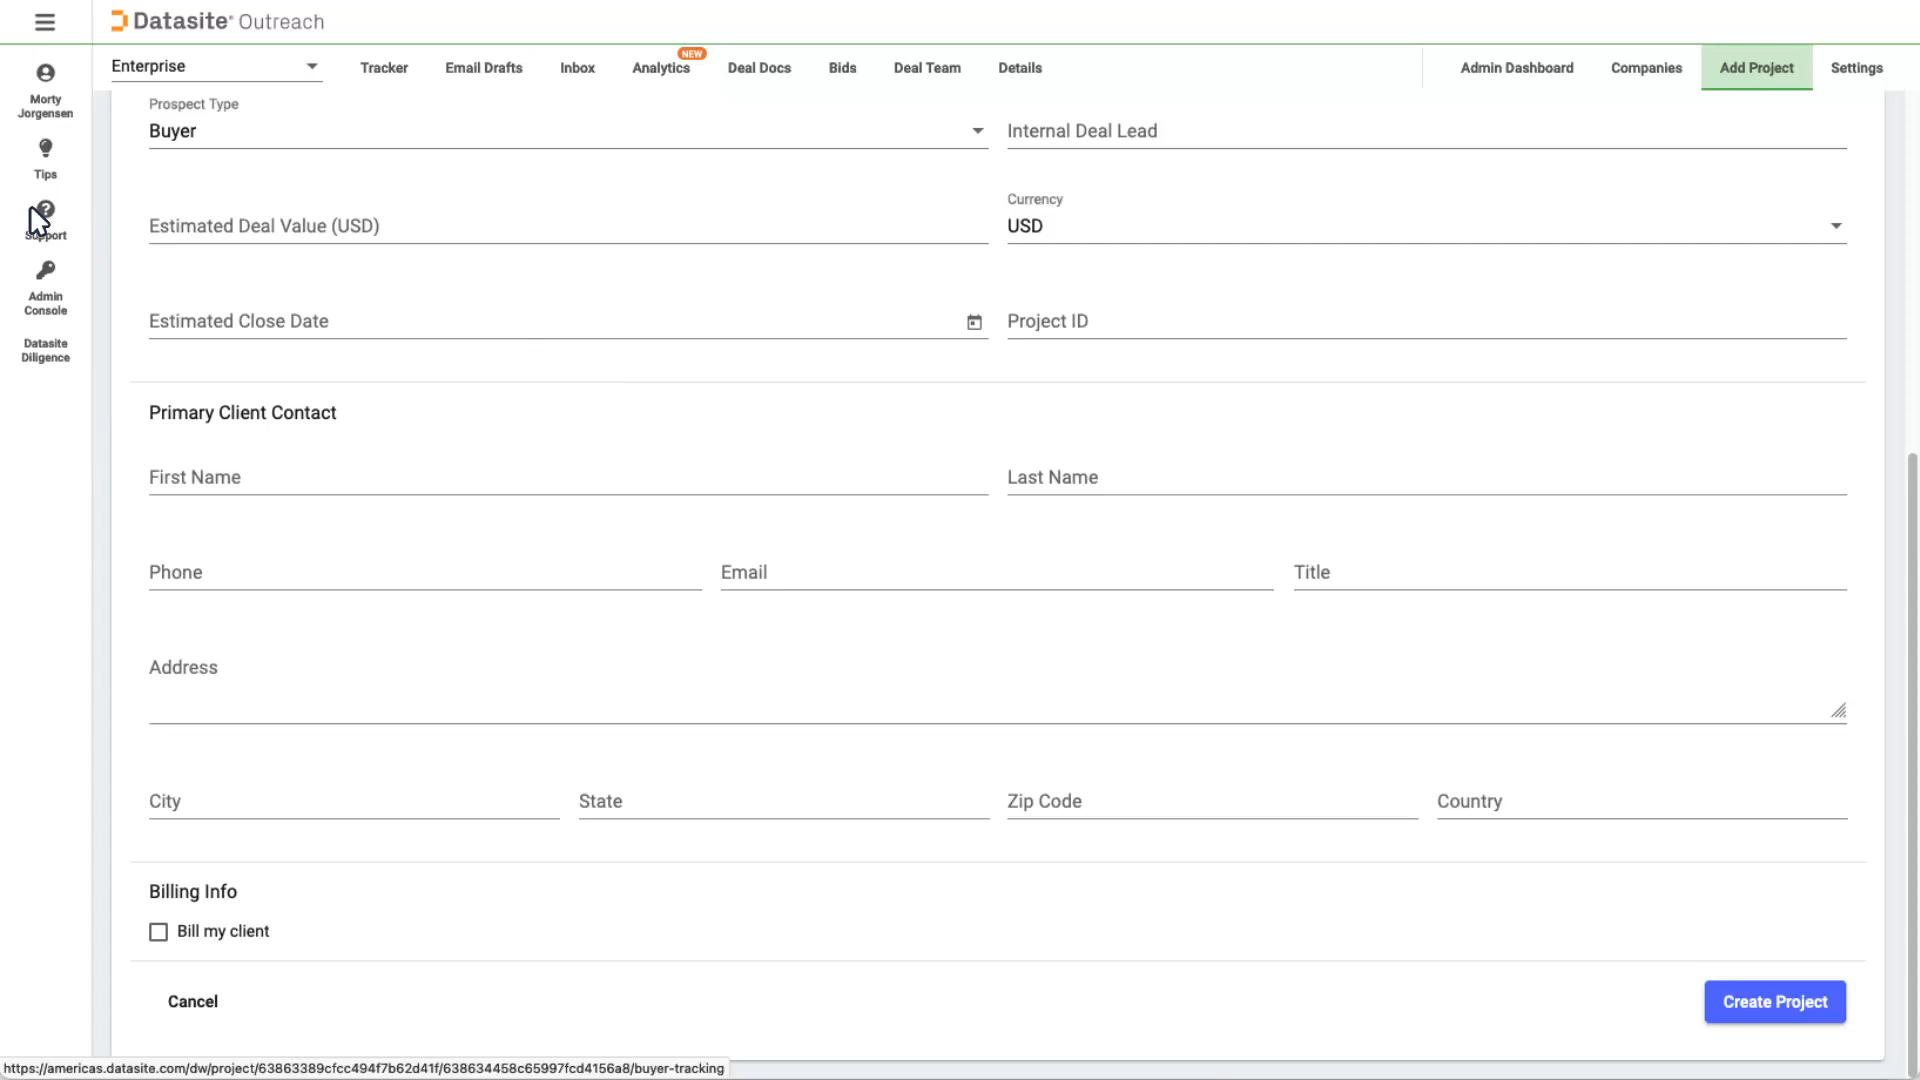 Datasite® Outreach
Enterprise
Tracker
Email Drafts
Inbox
Analytics
NEW
Deal Docs
Bids
Deal Team
Details
Admin Dashboard
Companies
Add Project
Settings
Morty
Jorgensen
Tips
Support
Admin
Console
Datasite
Diligence
Prospect Type
Buyer
Internal Deal Lead
Estimated Deal Value (USD)
Currency
USD
Estimated Close Date
Project ID
Primary Client Contact
First Name
Last Name
Phone
Email
Title
Address
City
State
Zip Code
Country
Billing Info
Bill my client
Cancel
Create Project
https://americas.datasite.com/dw/project/63863389cfcc494f7b62d41f/638634458c65997fcd4156a8/buyer-tracking